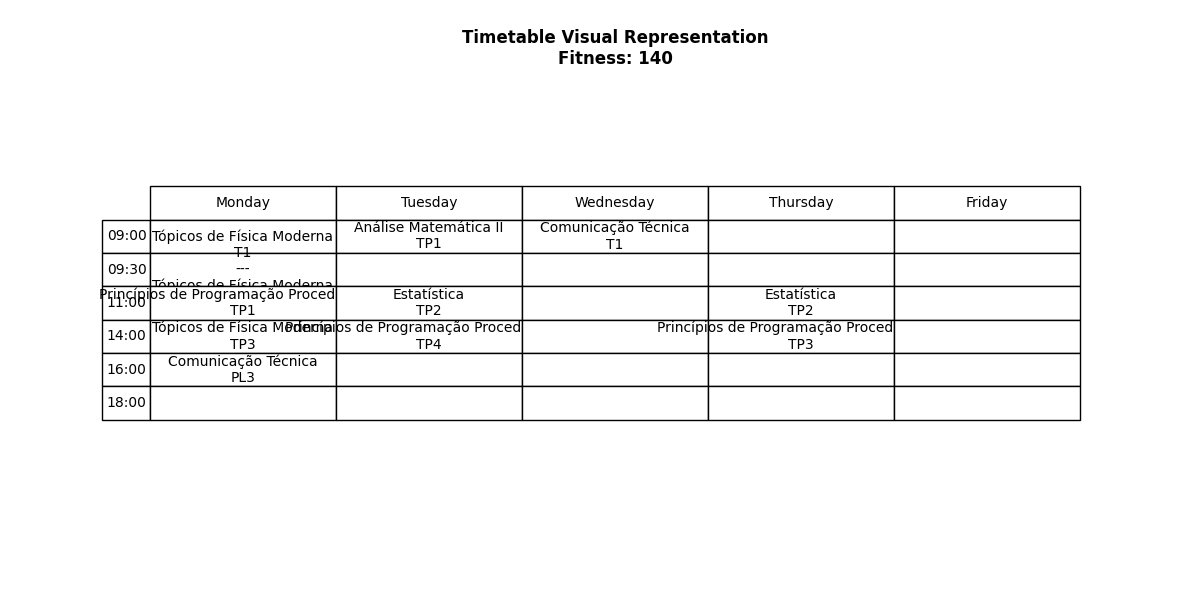 Timetable Visual Representation
Fitness: 140
Monday Tuesday Wednesday Thursday Friday
09:00
Tópicos de Física Moderna
T1
Análise Matemática II
TP1
Comunicação Técnica
T1
09:30
---
Tópicos de Física Moderna
11:00
Princípios de Programação Proced
TP1
Estatística
TP2
Estatística
TP2
14:00
Tópicos de Física Moderna
TP3
Princípios de Programação Proced
TP4
Princípios de Programação Proced
TP3
16:00
Comunicação Técnica
PL3
18:00